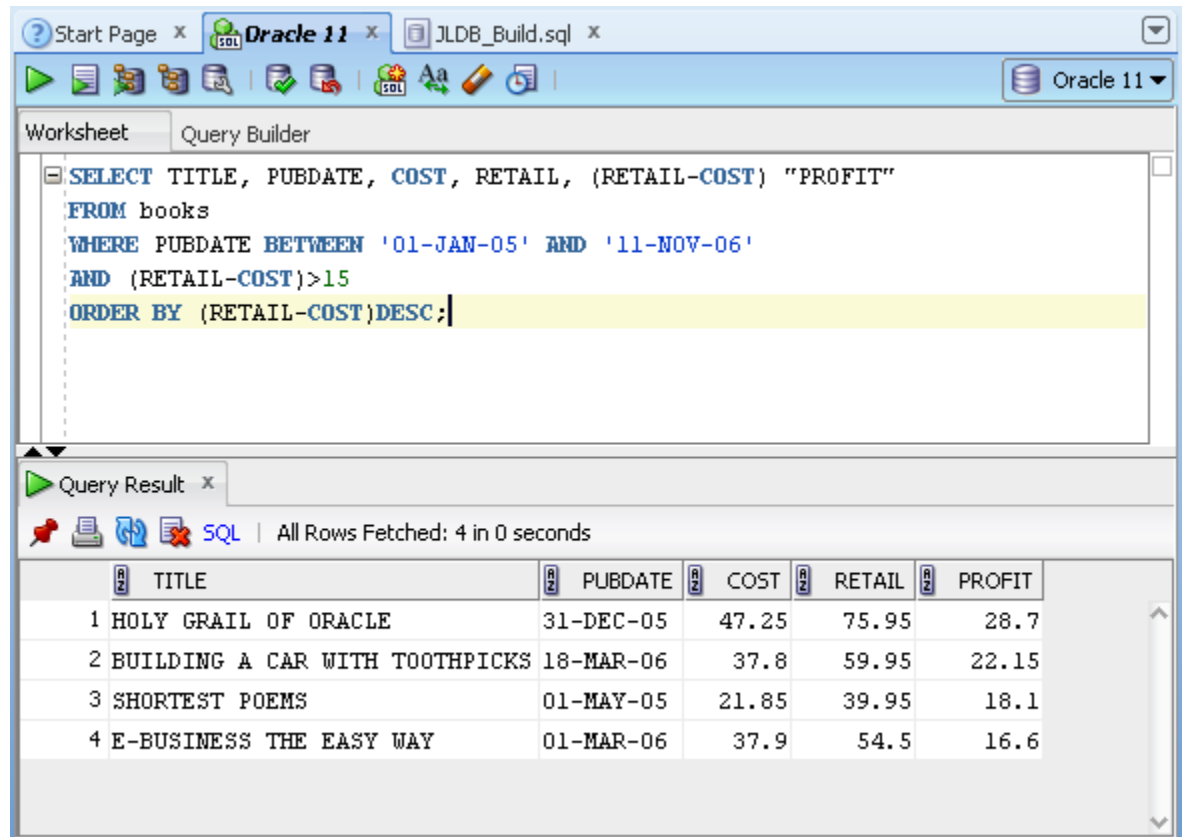 Start Page x Oracle 11 x JLDB_Build.sql x
Oracle 11
Worksheet Query Builder
SELECT TITLE, PUBDATE, COST, RETAIL, (RETAIL-COST) "PROFIT"
FROM books
WHERE PUBDATE BETWEEN '01-JAN-05' AND '11-NOV-06'
AND (RETAIL-COST)>15
ORDER BY (RETAIL-COST)DESC;
Query Result x
SQL | All Rows Fetched: 4 in 0 seconds
TITLE PUBDATE COST RETAIL PROFIT
1 HOLY GRAIL OF ORACLE 31-DEC-05 47.25 75.95 28.7
2 BUILDING A CAR WITH TOOTHPICKS 18-MAR-06 37.8 59.95 22.15
3 SHORTEST POEMS 01-MAY-05 21.85 39.95 18.1
4 E-BUSINESS THE EASY WAY 01-MAR-06 37.9 54.5 16.6